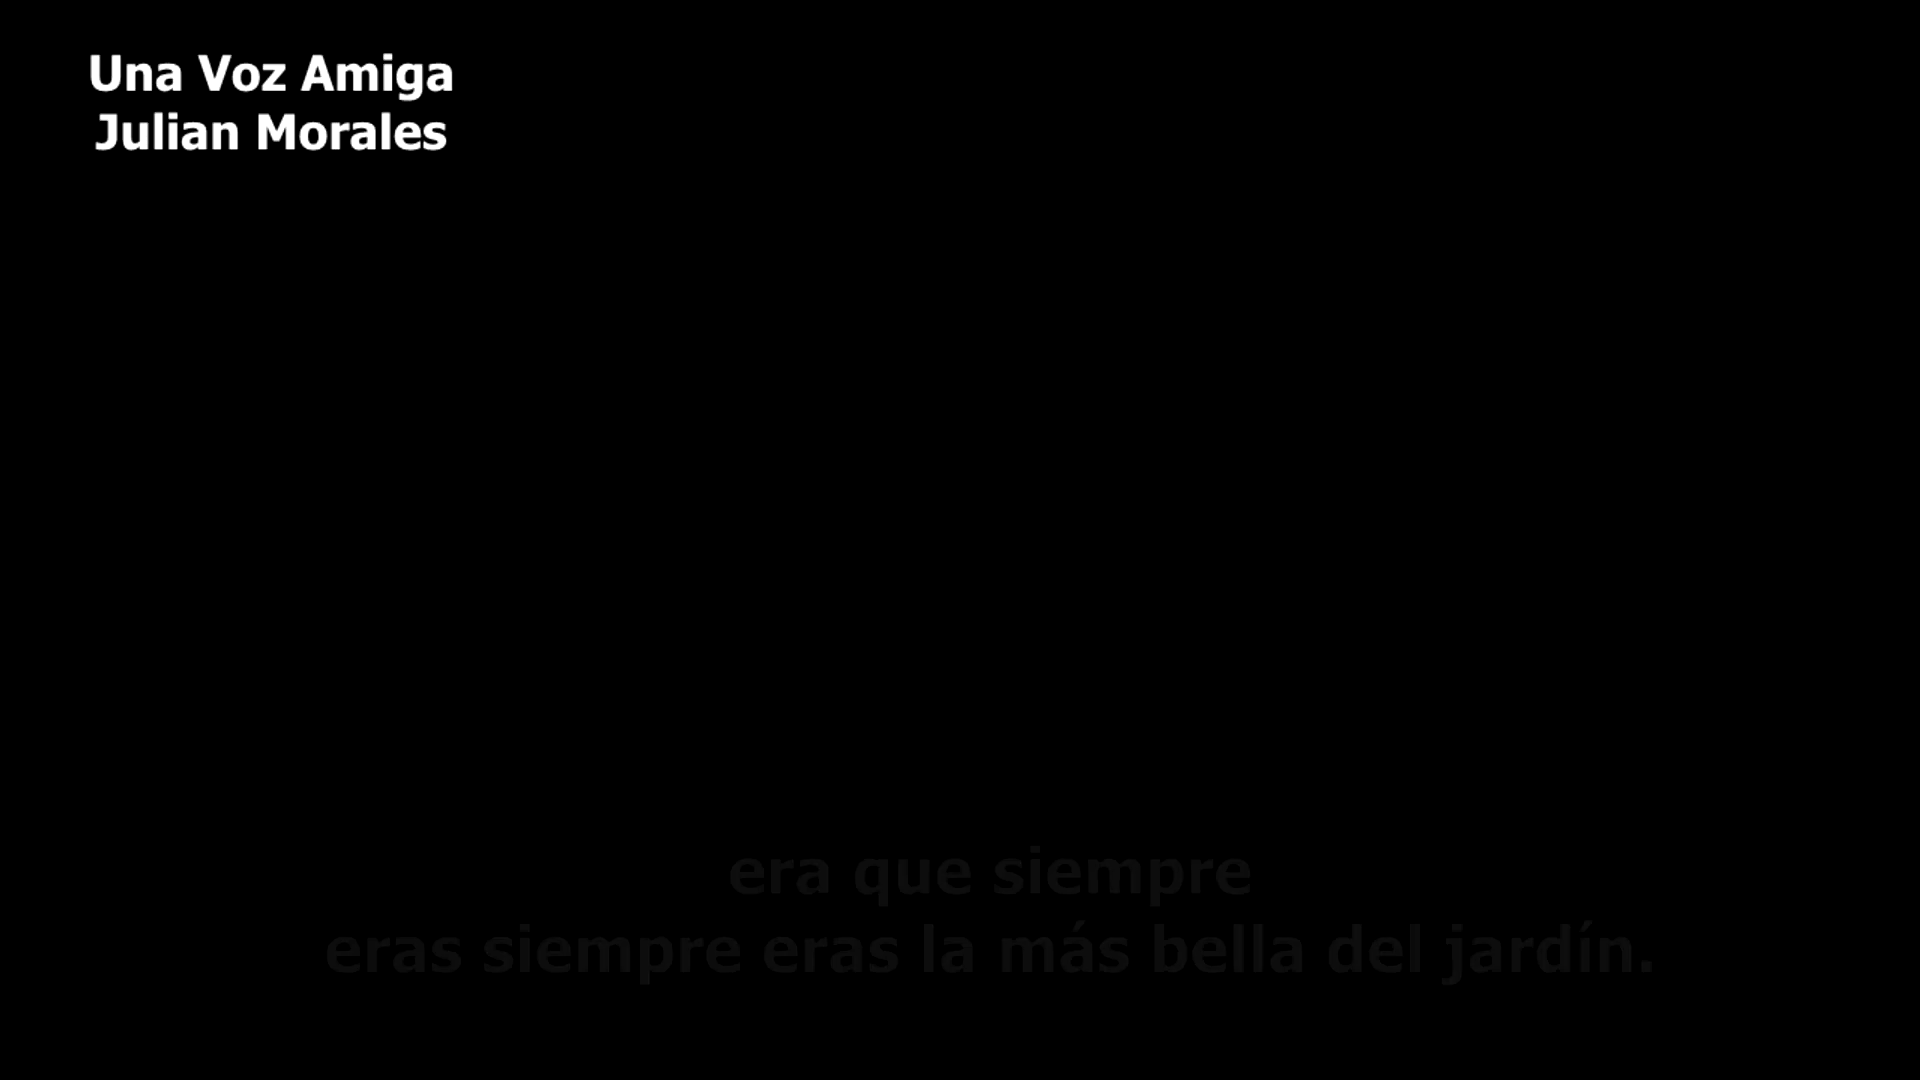 Una Voz Amiga
Julian Morales
era que siempre
eras siempre eras la más bella del jardín.